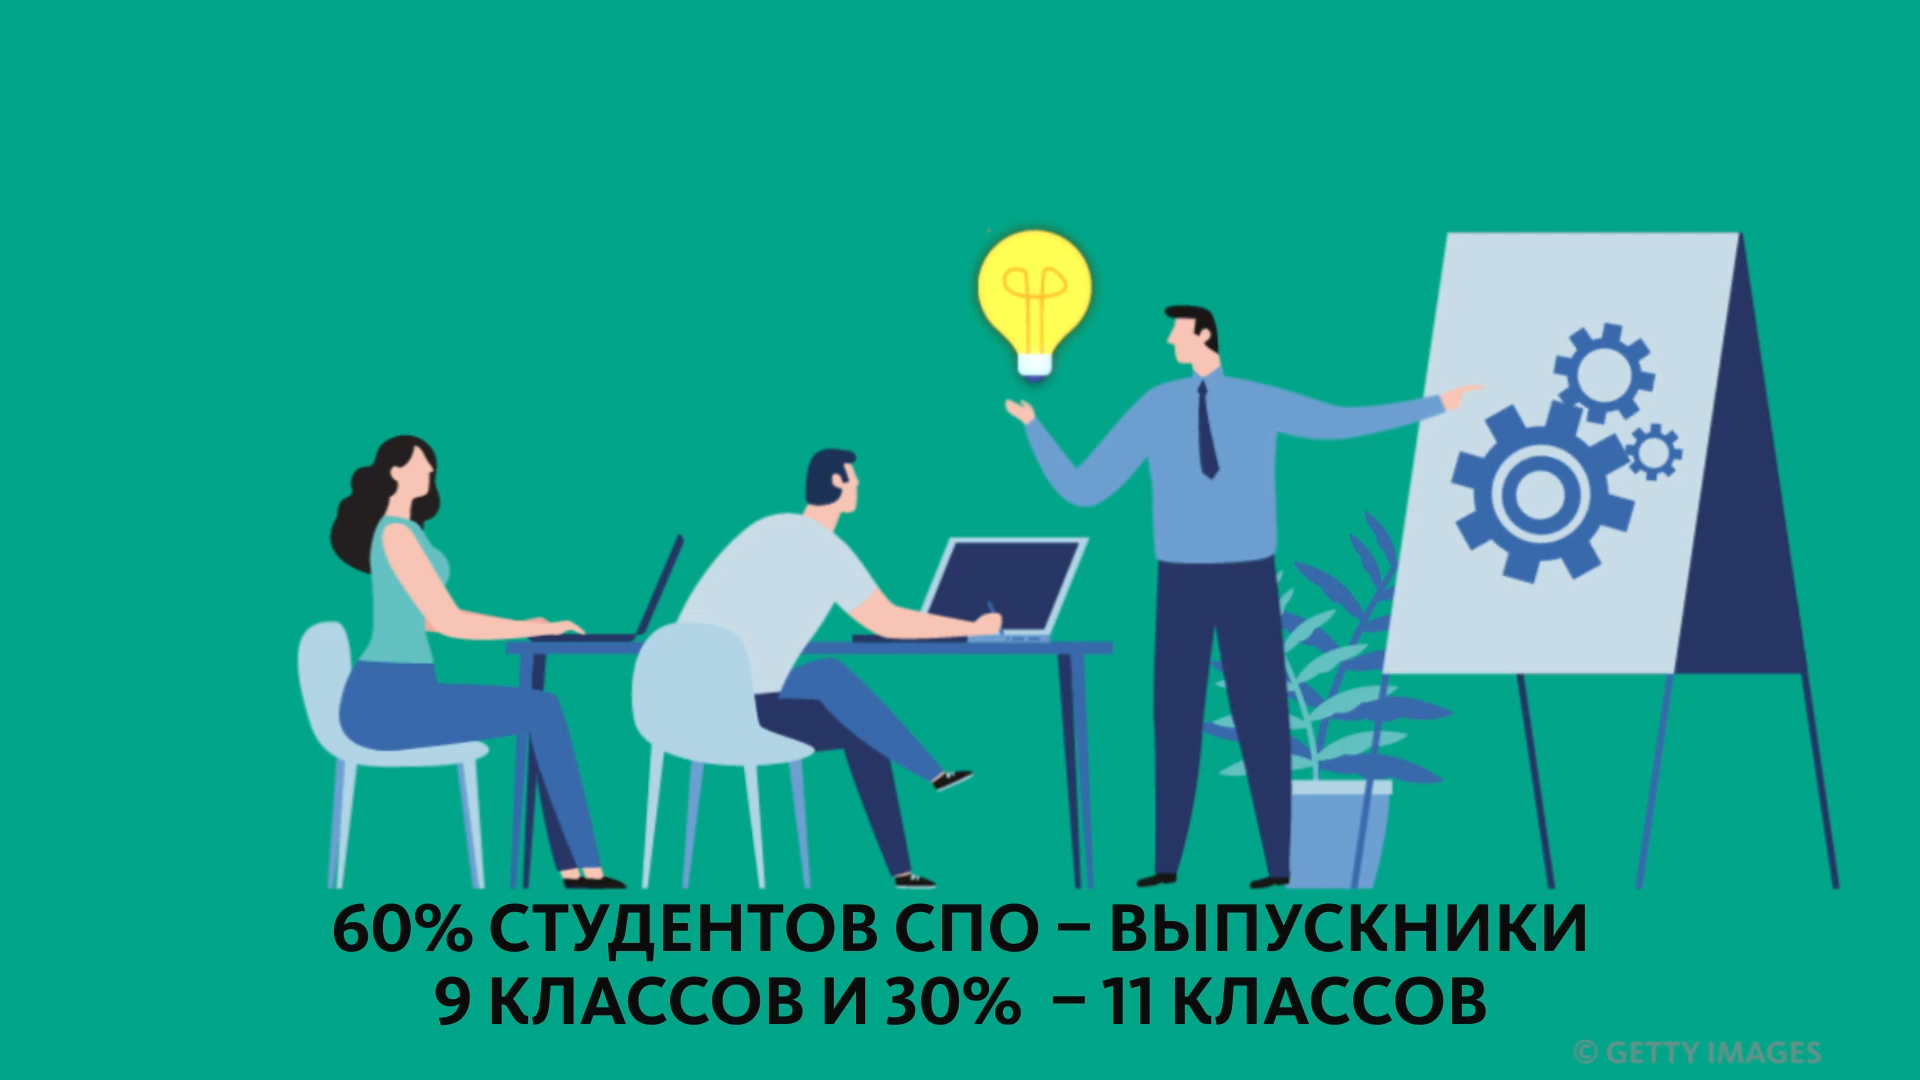 60% СТУДЕНТОВ СПО – ВЫПУСКНИКИ
9 КЛАССОВ И 30% – 11 КЛАССОВ
© GETTY IMAGES